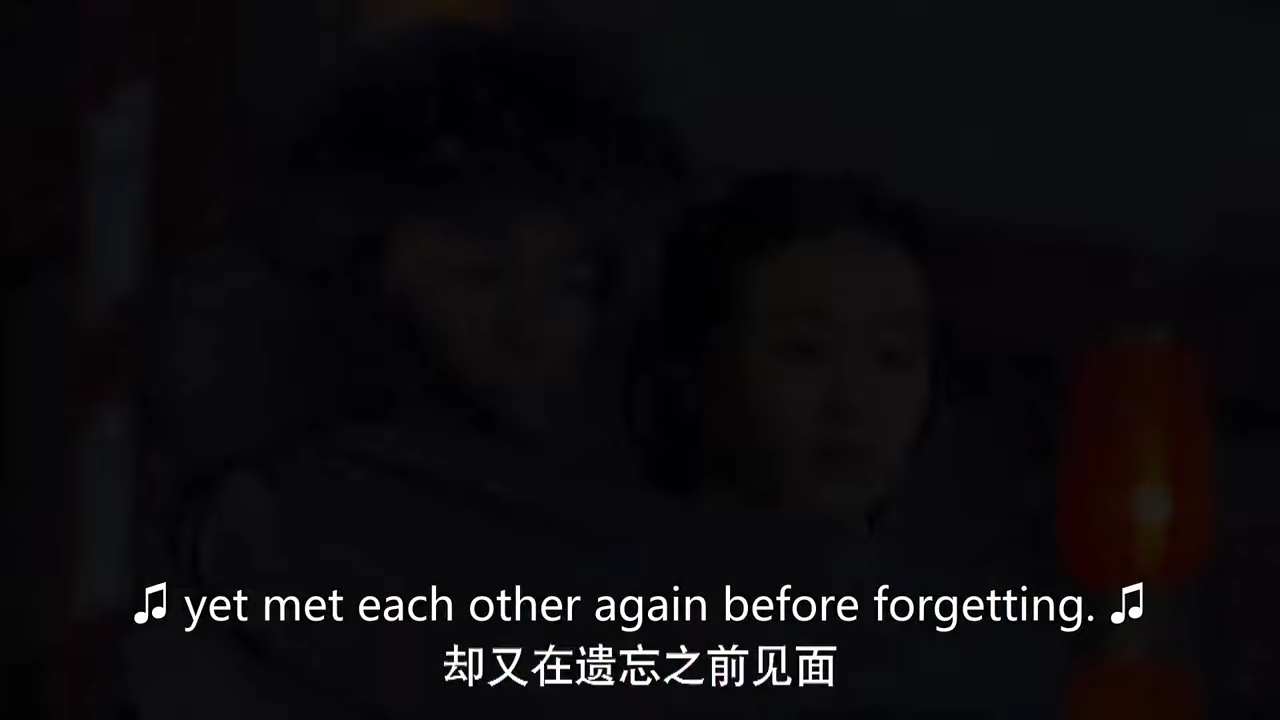 ♫ yet met each other again before forgetting. ♫
却又在遗忘之前见面